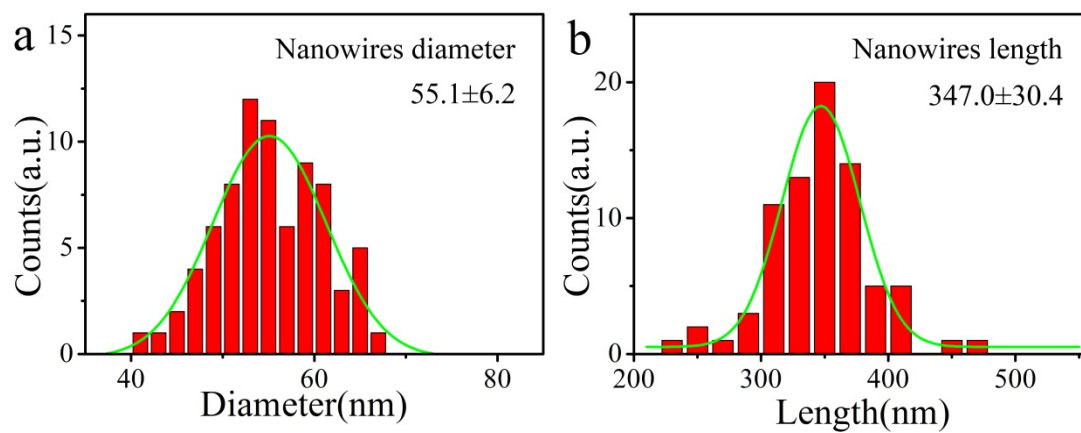 a
Nanowires diameter
55.1±6.2
15
10
5
0
Counts(a.u.)
40
60
80
Diameter(nm)
b
Nanowires length
347.0±30.4
20
10
0
Counts(a.u.)
200
300
400
500
Length(nm)